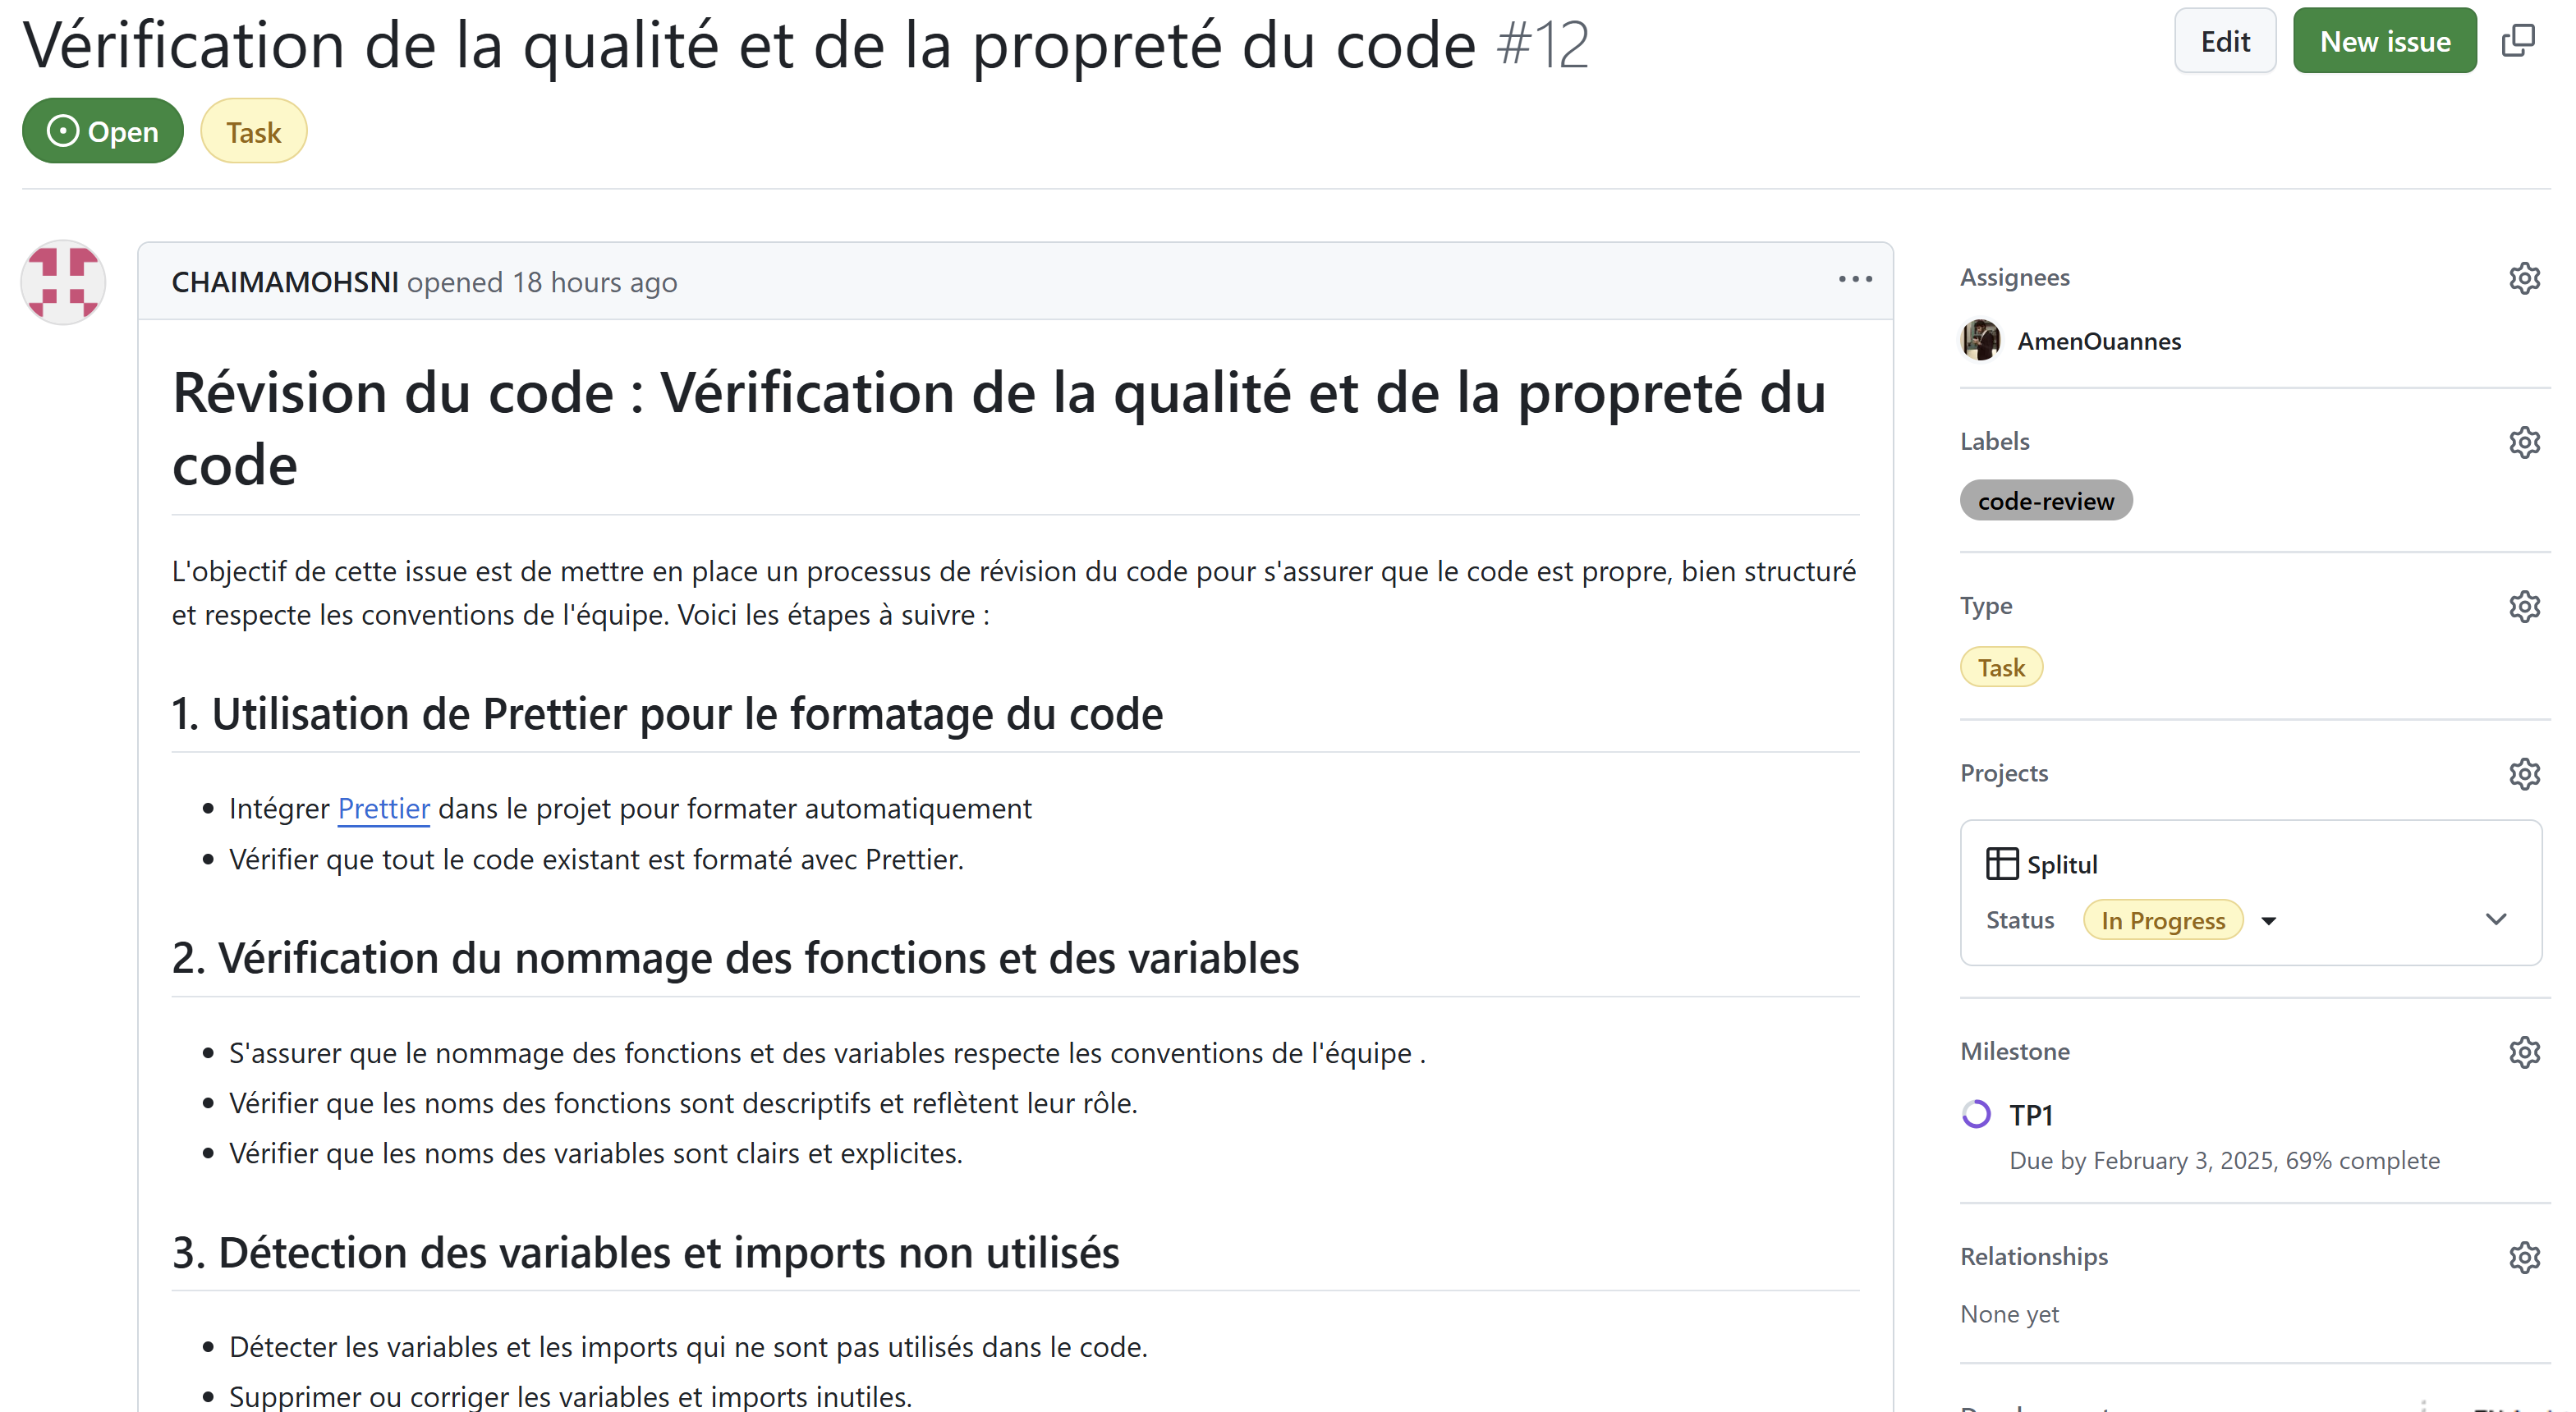 Vérification de la qualité et de la propreté du code #12
Edit
New issue
Open
Task
CHAIMAMOHSNI opened 18 hours ago
Révision du code : Vérification de la qualité et de la propreté du
code
L'objectif de cette issue est de mettre en place un processus de révision du code pour s'assurer que le code est propre, bien structuré
et respecte les conventions de l'équipe. Voici les étapes à suivre :
1. Utilisation de Prettier pour le formatage du code
Intégrer Prettier dans le projet pour formater automatiquement
Vérifier que tout le code existant est formaté avec Prettier.
2. Vérification du nommage des fonctions et des variables
S'assurer que le nommage des fonctions et des variables respecte les conventions de l'équipe .
Vérifier que les noms des fonctions sont descriptifs et reflètent leur rôle.
Vérifier que les noms des variables sont clairs et explicites.
3. Détection des variables et imports non utilisés
Détecter les variables et les imports qui ne sont pas utilisés dans le code.
Supprimer ou corriger les variables et imports inutiles.
Assignees
AmenOuannes
Labels
code-review
Type
Task
Projects
Splitul
Status In Progress
Milestone
TP1
Due by February 3, 2025, 69% complete
Relationships
None yet